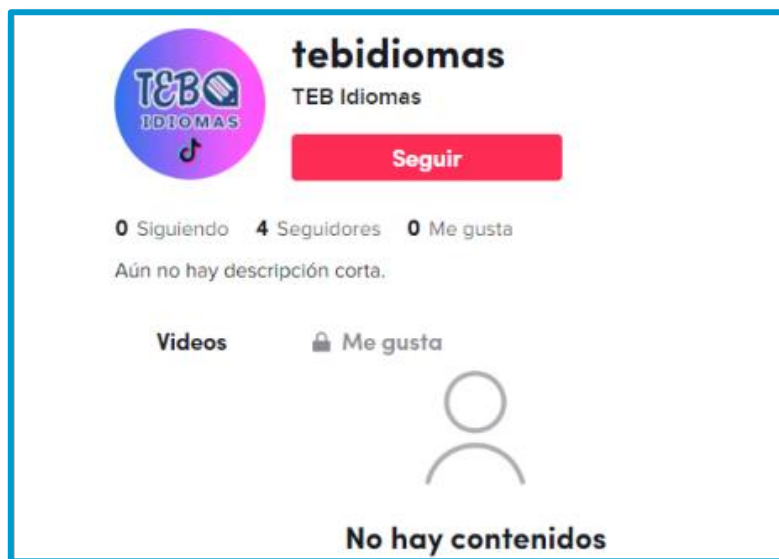 TEB
IDIOMAS
tebidiomas
TEB Idiomas
Seguir
0 Siguiendo 4 Seguidores 0 Me gusta
Aún no hay descripción corta.
Videos Me gusta
No hay contenidos